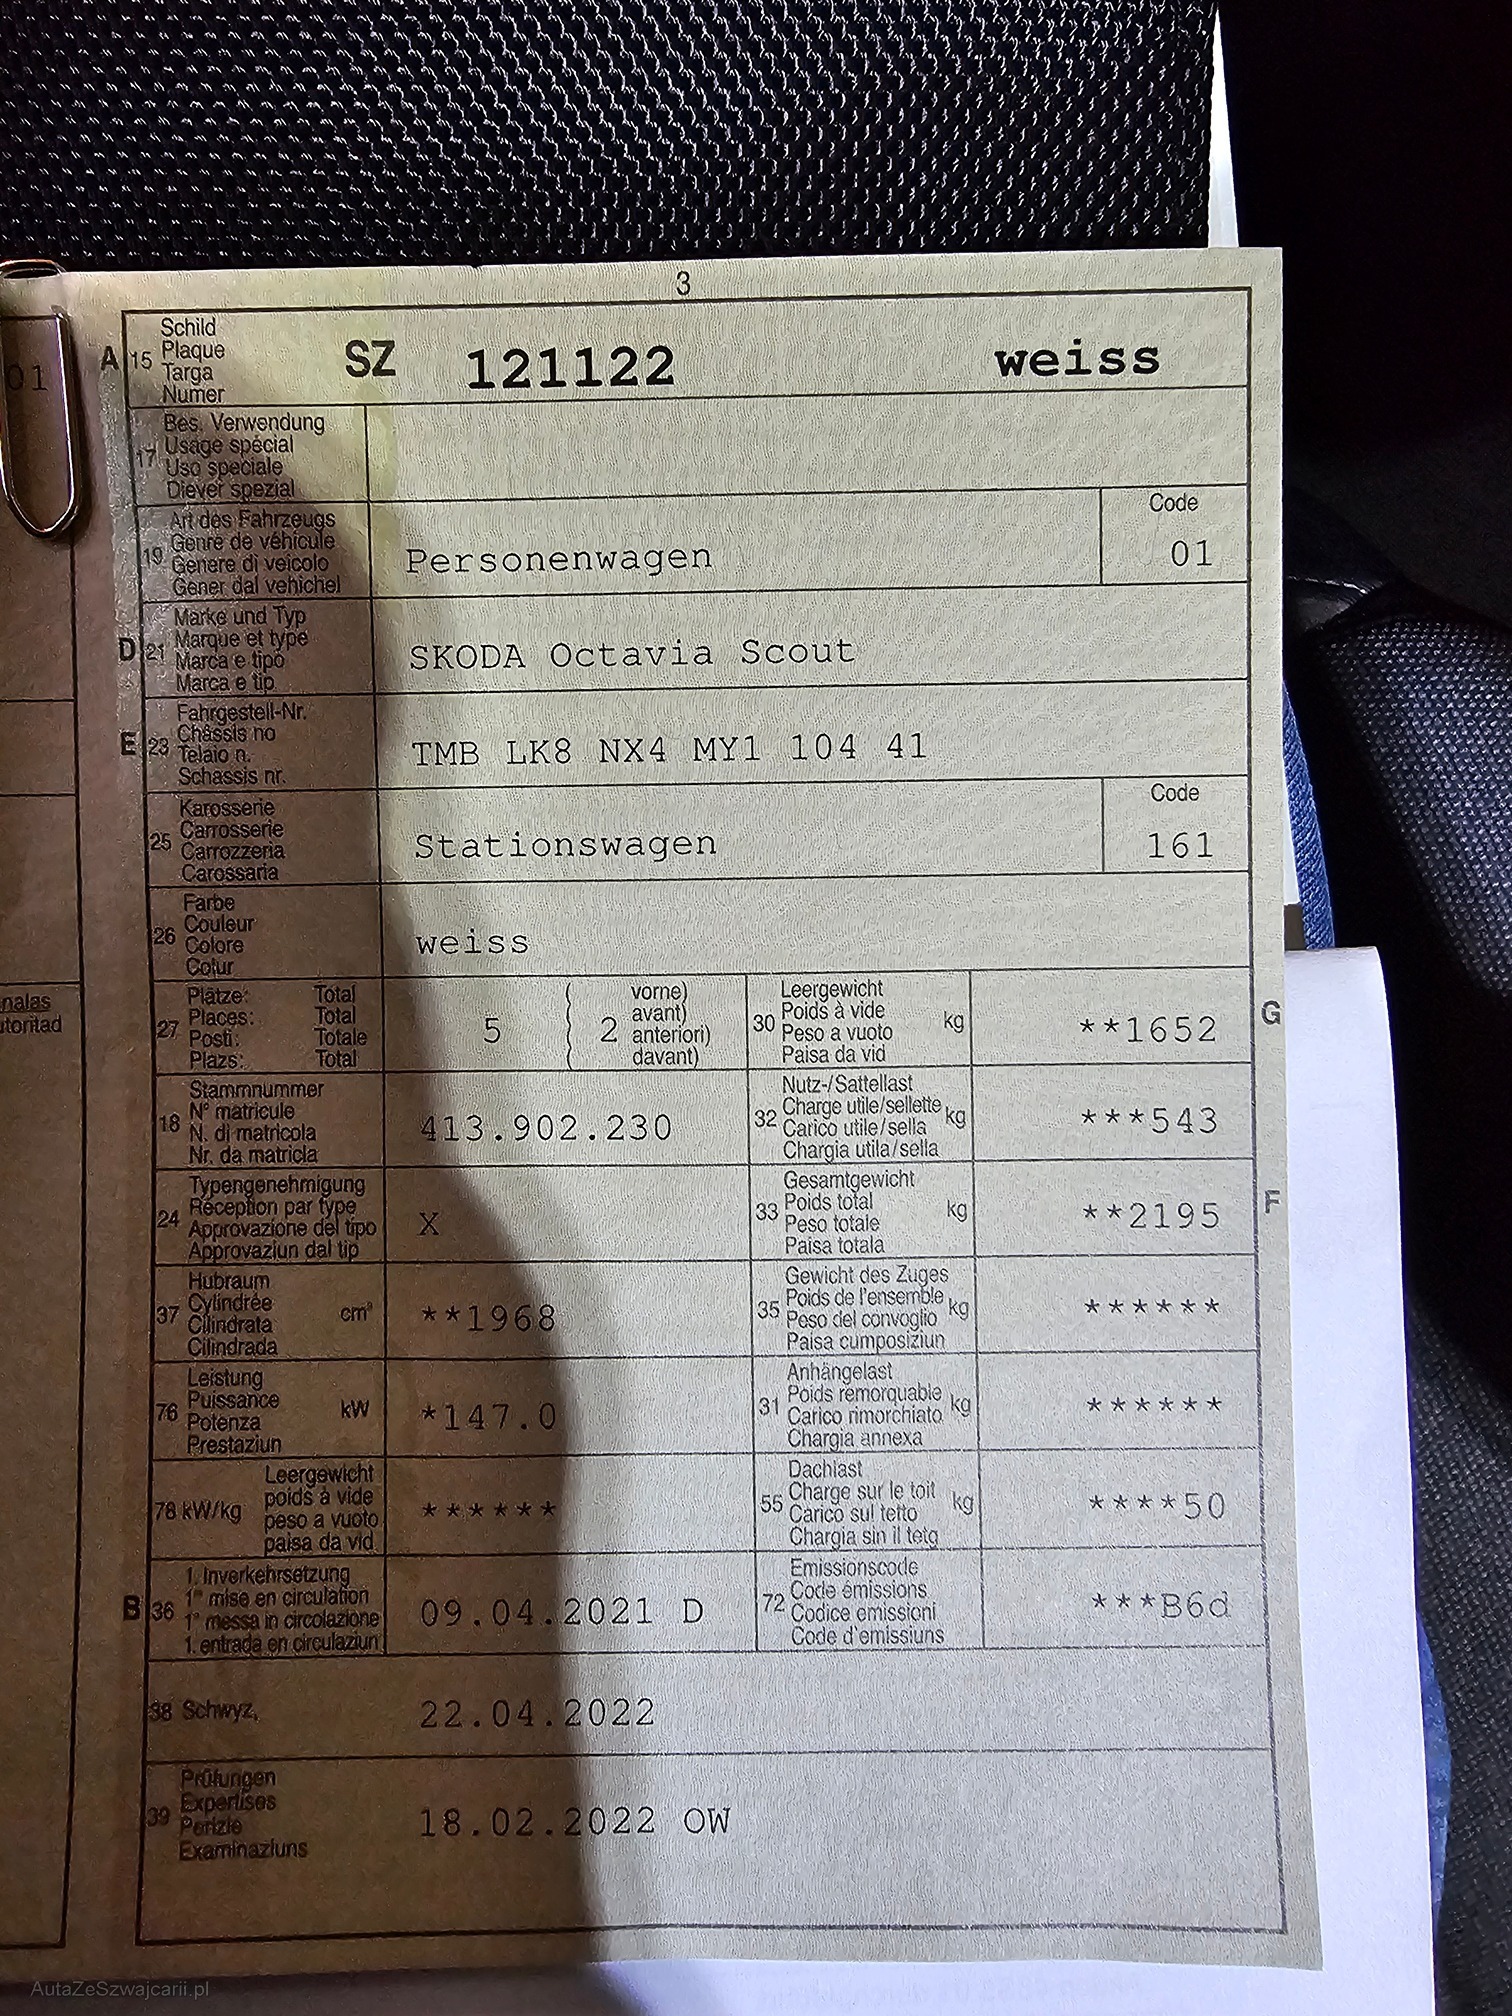 3
A 15 Schild
Plaque
Targa
Numer
SZ 121122 weiss
17 Bes. Verwendung
Usage spécial
Uso speciale
Diever spezial
19 Art des Fahrzeugs
Genre de véhicule
Genere di veicolo
Gener dal vehichel
Personenwagen
Code
01
D 21 Marke und Typ
Marque et type
Marca e tipo
Marca e tip
SKODA Octavia Scout
E 23 Fahrgestell-Nr.
Châssis no
Telaio n.
Schassis nr.
TMB LK8 NX4 MY1 104 41
25 Karosserie
Carrosserie
Carrozzeria
Carossaria
Stationswagen
Code
161
26 Farbe
Couleur
Colore
Colur
weiss
27 Plätze: Total
Places: Total
Posti: Totale
Plazs: Total
5 ( 2 vorne)
avant)
anteriori)
davant)
30 Leergewicht
Poids à vide
Peso a vuoto
Paisa da vid
kg
**1652
G
18 Stammnummer
N° matricule
N. di matricola
Nr. da matricla
413.902.230
32 Nutz-/Sattellast
Charge utile/sellette
Carico utile/sella
Chargia utila/sella
kg
***543
24 Typengenehmigung
Réception par type
Approvazione del tipo
Approvaziun dal tip
X
33 Gesamtgewicht
Poids total
Peso totale
Paisa totala
kg
**2195
F
37 Hubraum
Cylindrée
Cilindrata
Cilindrada
cm³
**1968
35 Gewicht des Zuges
Poids de l'ensemble
Peso del convoglio
Paisa cumposiziun
kg
******
76 Leistung
Puissance
Potenza
Prestaziun
kW
*147.0
31 Anhängelast
Poids remorquable
Carico rimorchiato
Chargia annexa
kg
******
78 kW/kg Leergewicht
poids à vide
peso a vuoto
paisa da vid
******
55 Dachlast
Charge sur le toit
Carico sul tetto
Chargia sin il tetg
kg
****50
B 36 1. Inverkehrsetzung
1re mise en circulation
1a messa in circolazione
1. entrada en circulaziun
09.04.2021 D
72 Emissionscode
Code émissions
Codice emissioni
Code d'emissiuns
***B6d
38 Schwyz, 22.04.2022
39 Prüfungen
Expertises
Perizie
Examinaziuns
18.02.2022 OW
01
nalas
utoritad
AutaZeSzwajcarii.pl